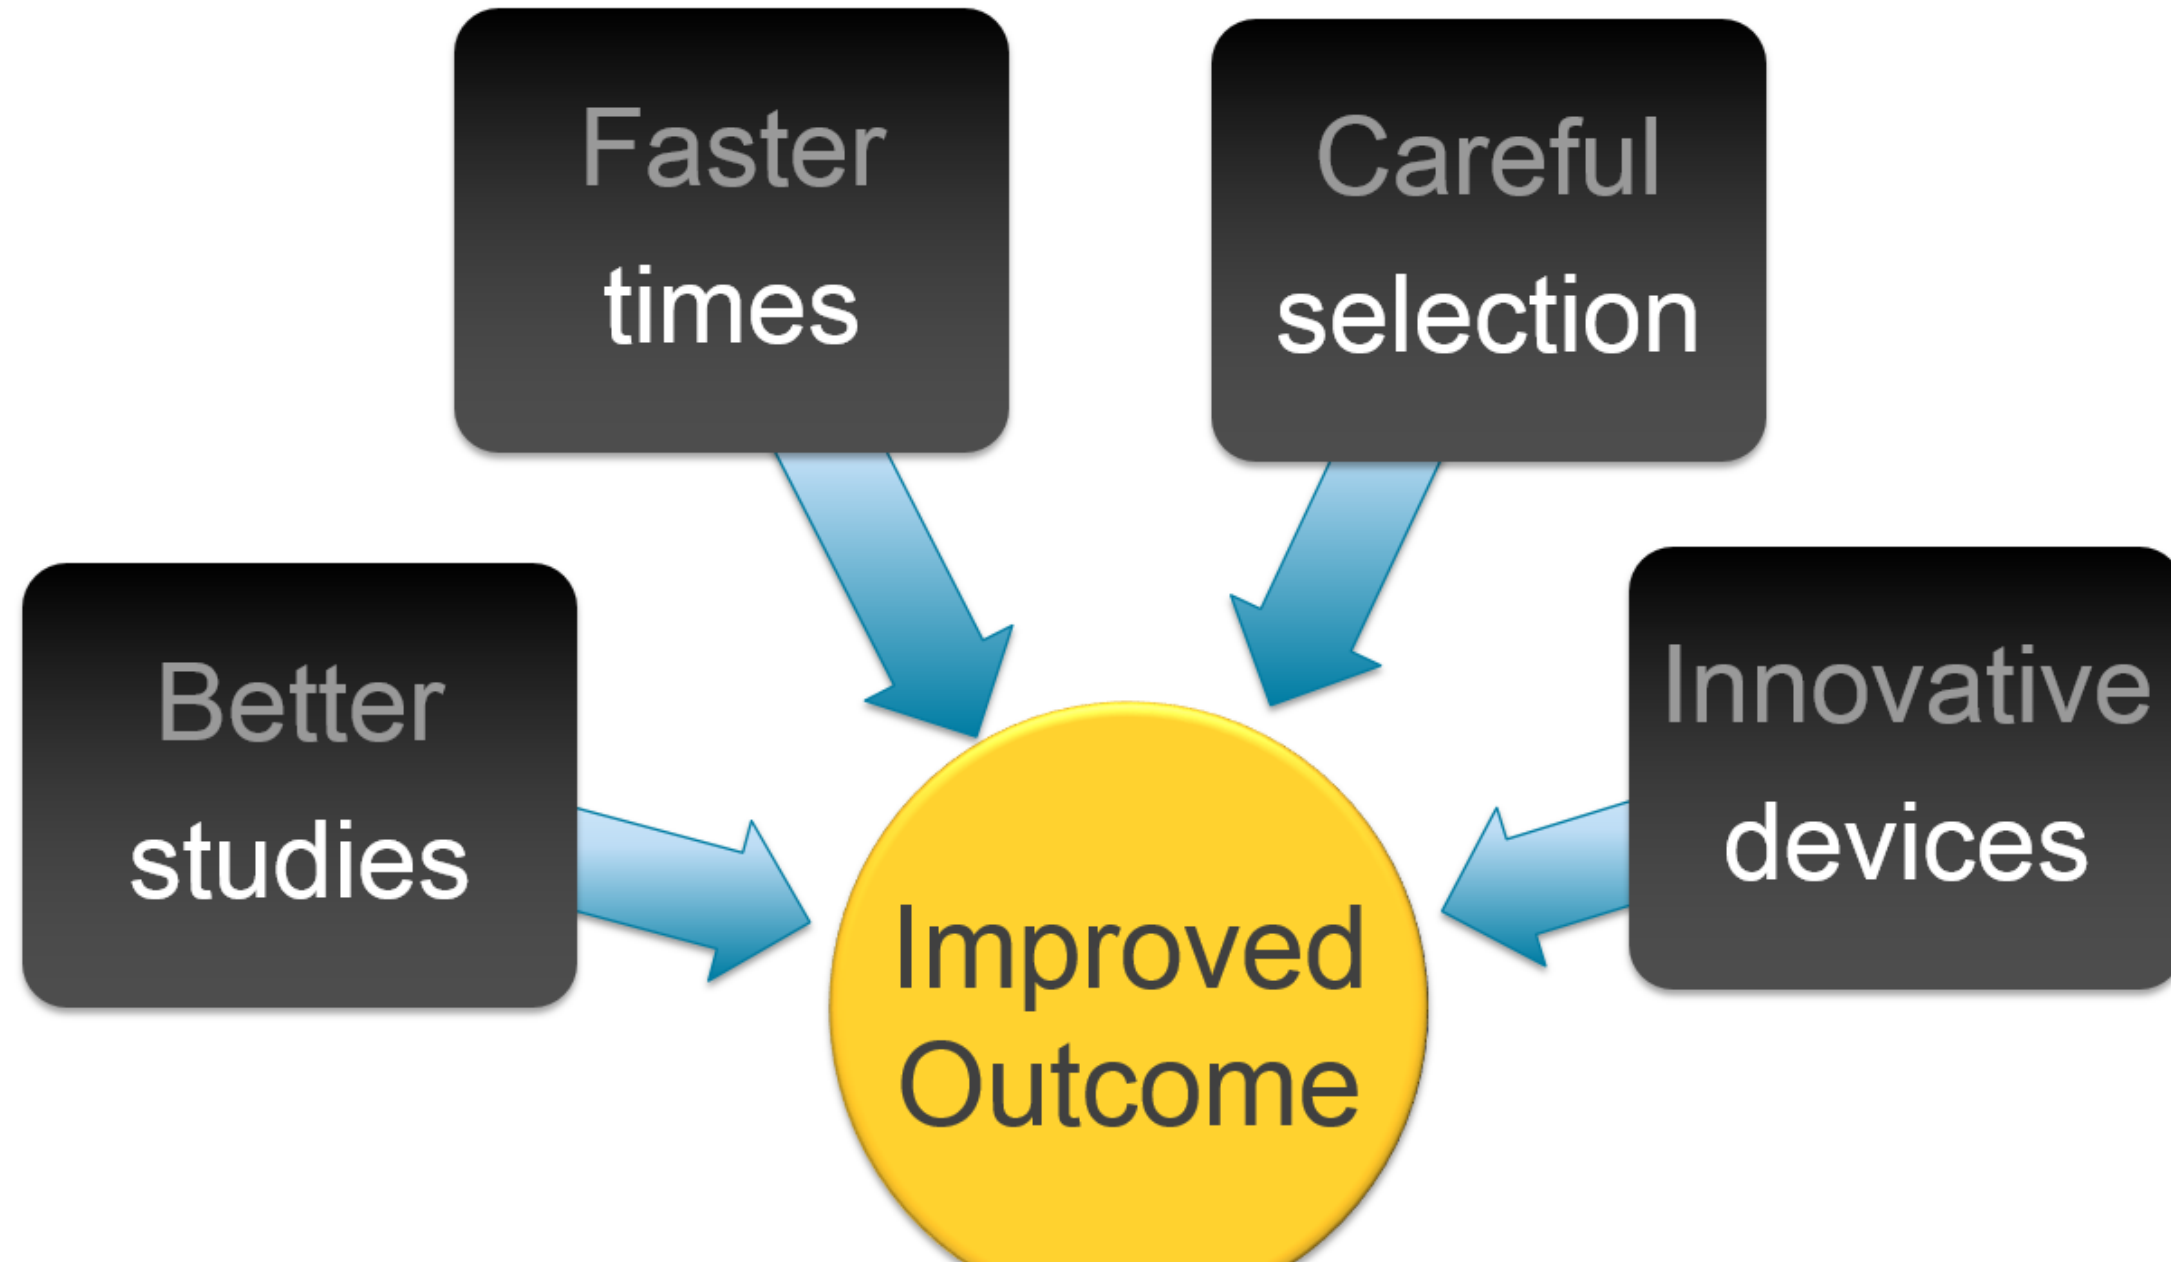 Faster
times
Careful
selection
Better
studies
Innovative
devices
Improved
Outcome